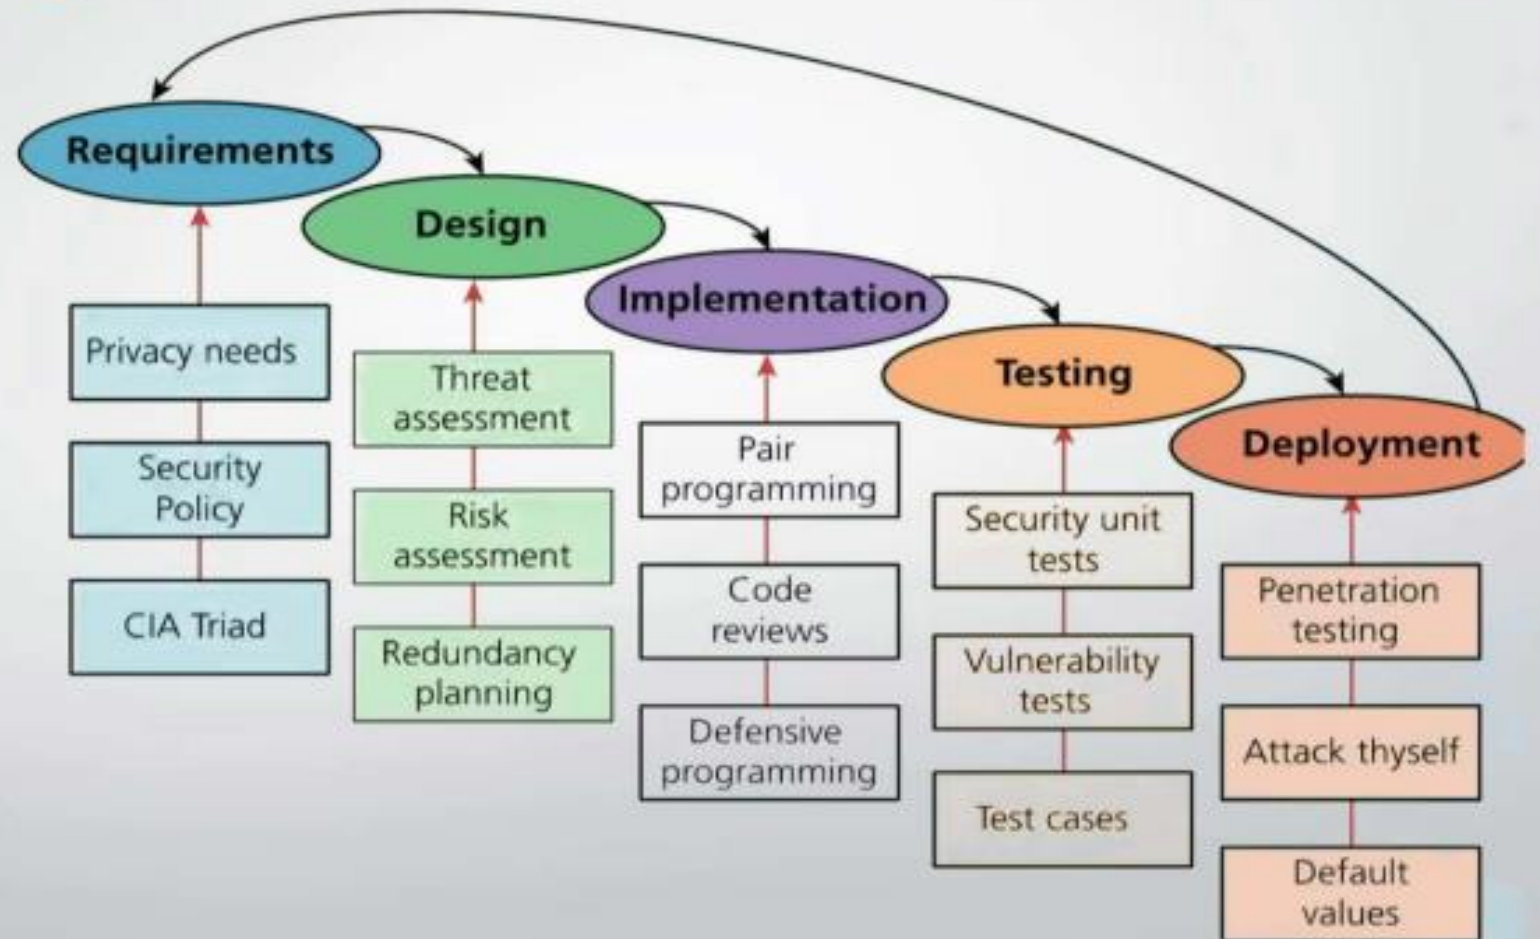 Requirements
Design
Implementation
Testing
Deployment
Privacy needs
Security
Policy
CIA Triad
Threat
assessment
Risk
assessment
Redundancy
planning
Pair
programming
Code
reviews
Defensive
programming
Security unit
tests
Vulnerability
tests
Test cases
Penetration
testing
Attack thyself
Default
values